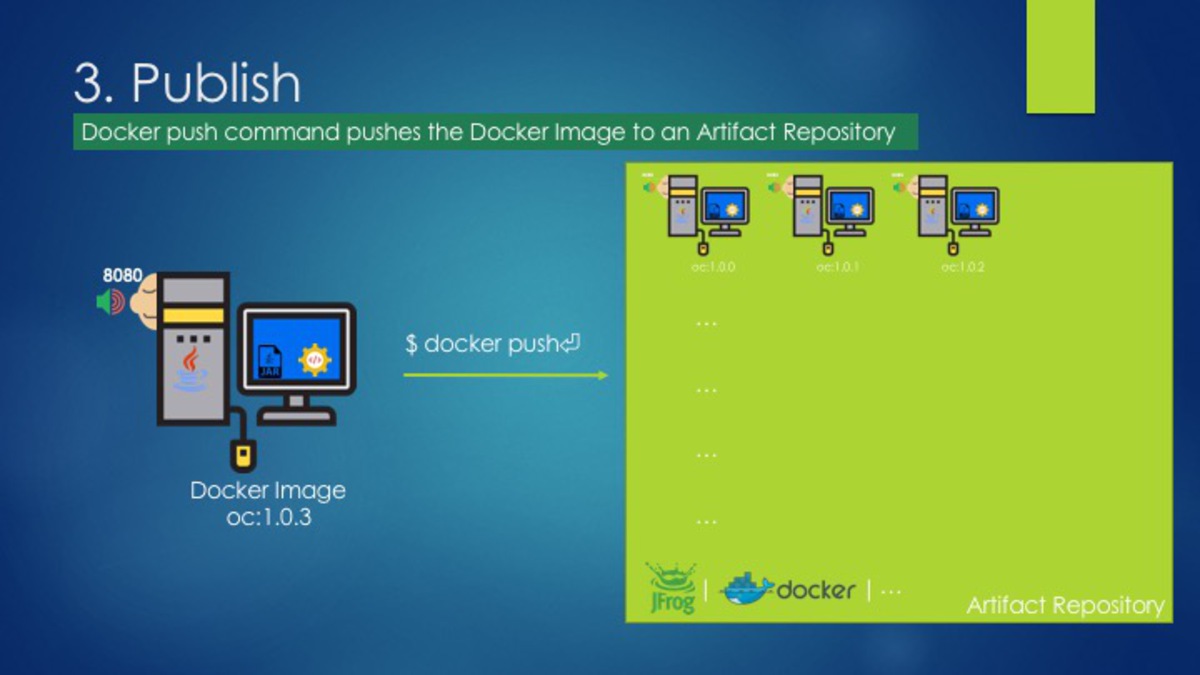 3. Publish
Docker push command pushes the Docker Image to an Artifact Repository
8080
JAR
Docker Image
oc:1.0.3
$ docker push⏎
oc:1.0.0
oc:1.0.1
oc:1.0.2
...
...
...
...
JFrog | docker | ...
Artifact Repository